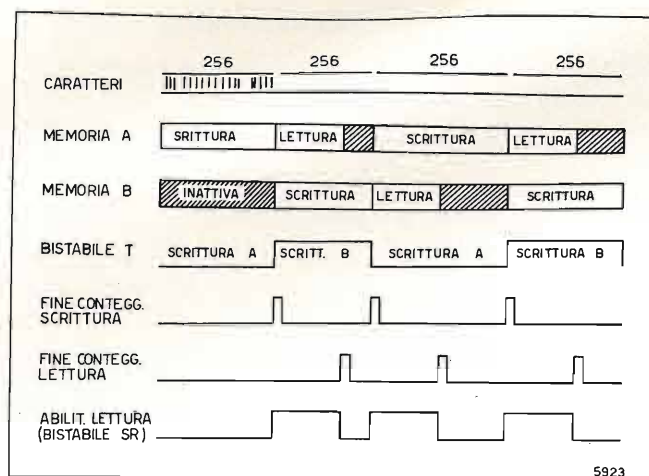 256 256 256 256
CARATTERI
MEMORIA A SRITTURA LETTURA SCRITTURA LETTURA
MEMORIA B INATTIVA SCRITTURA LETTURA SCRITTURA
BISTABILE T SCRITTURA A SCRITT. B SCRITTURA A SCRITTURA B
FINE CONTEGG.
SCRITTURA
FINE CONTEGG.
LETTURA
ABILIT. LETTURA
(BISTABILE SR)
5923